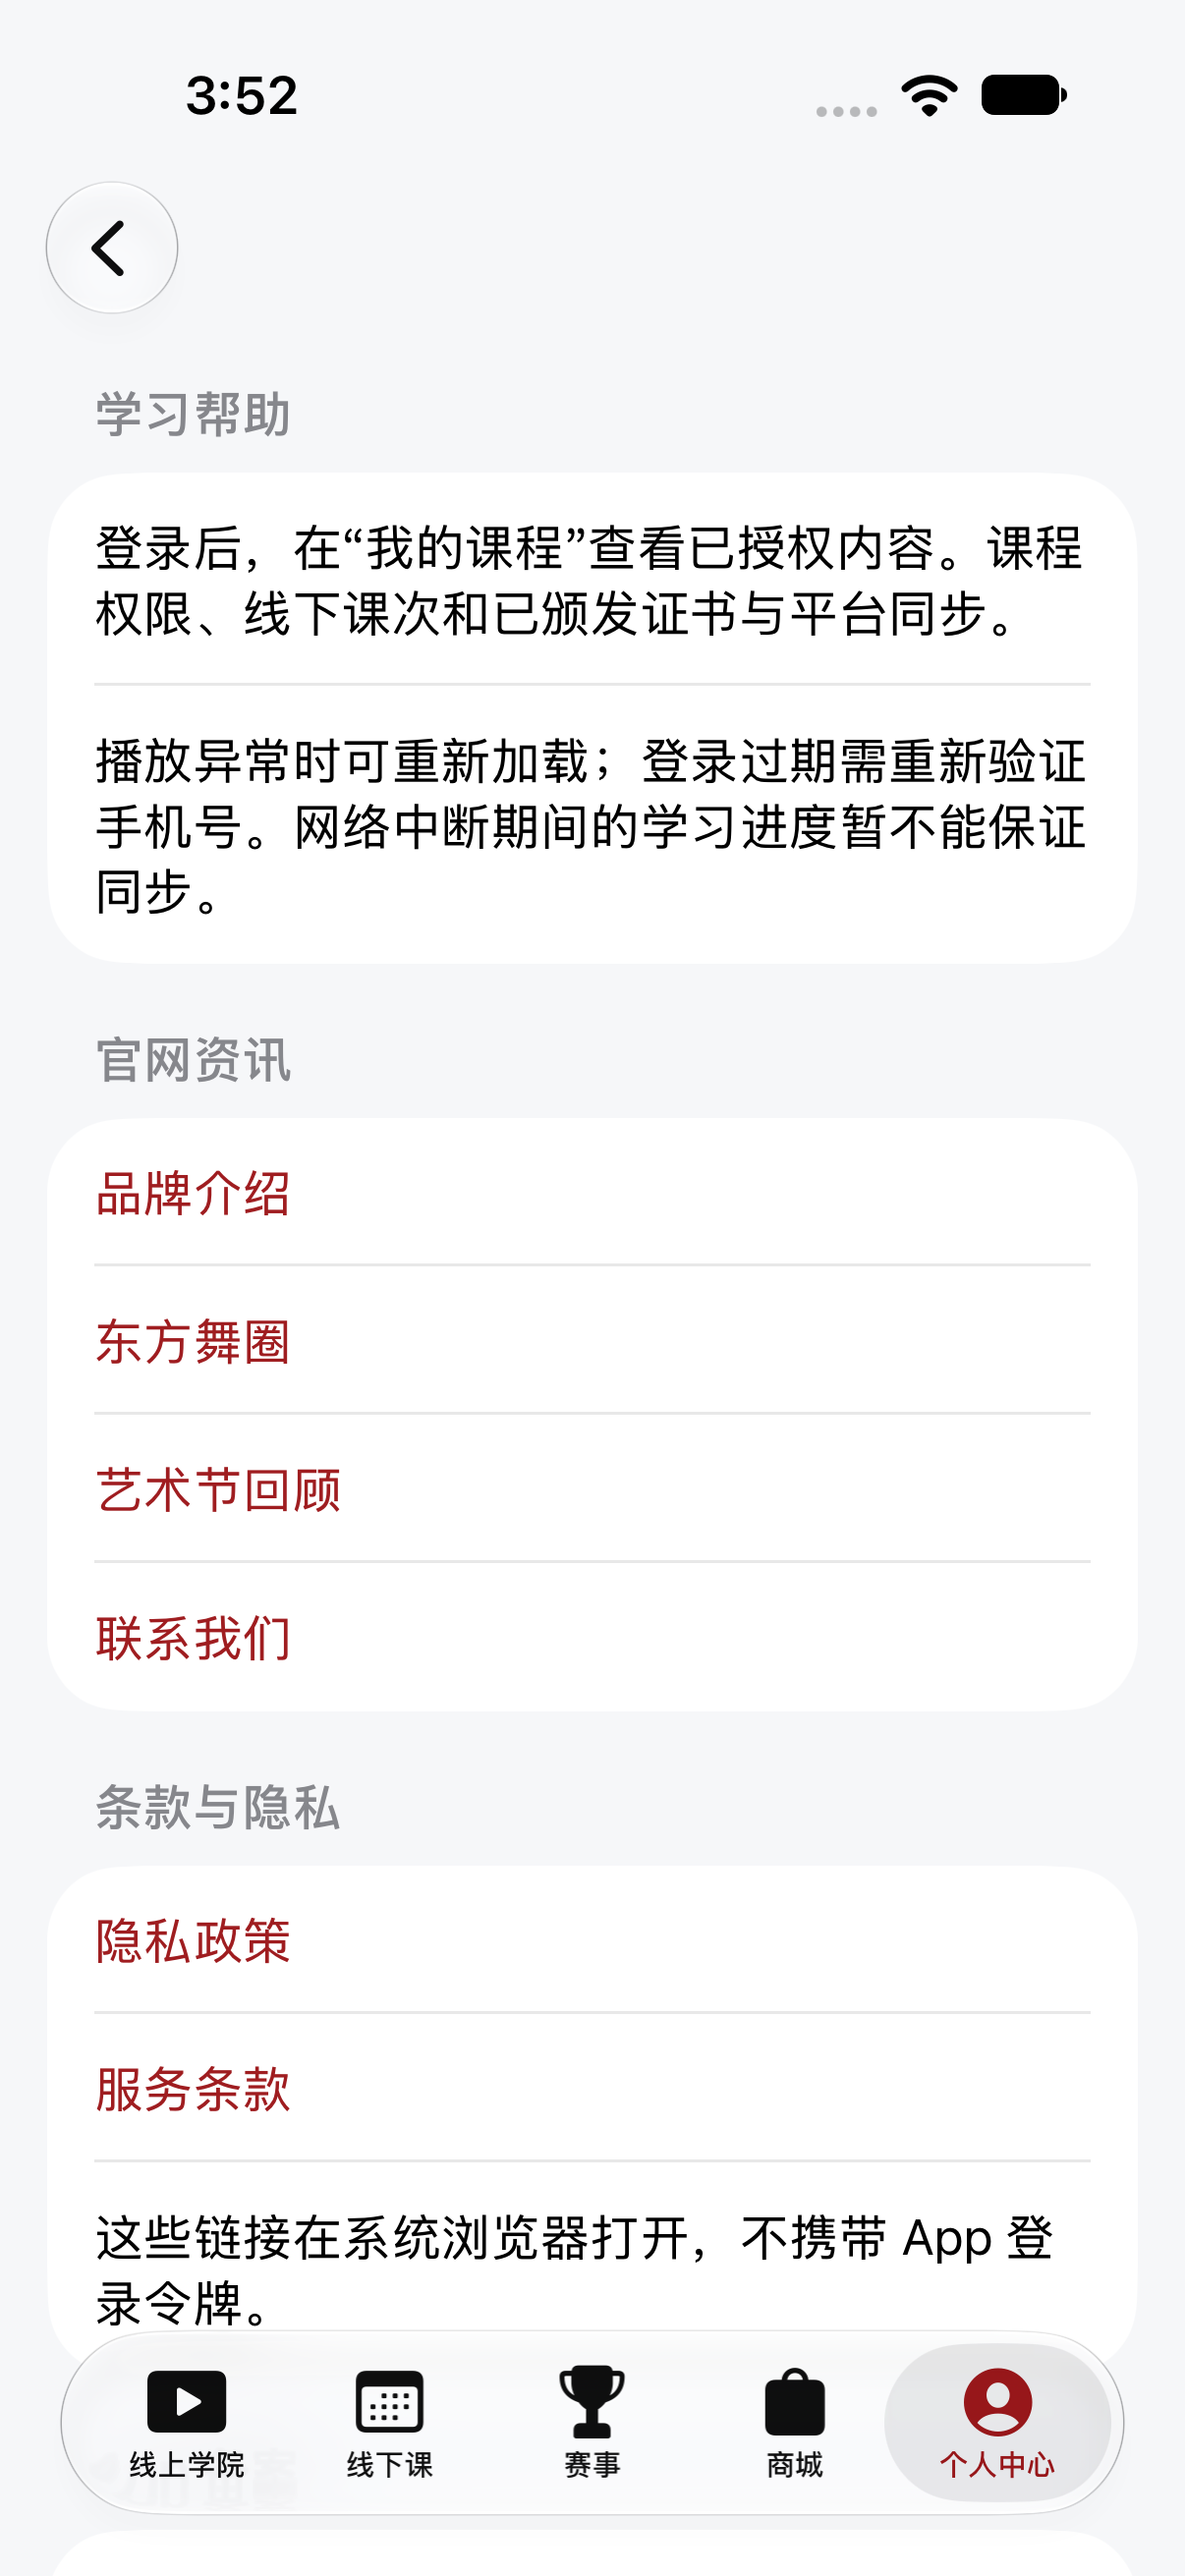 3:52
学习帮助
登录后，在“我的课程”查看已授权内容。课程
权限、线下课次和已颁发证书与平台同步。
播放异常时可重新加载；登录过期需重新验证
手机号。网络中断期间的学习进度暂不能保证
同步。
官网资讯
品牌介绍
东方舞圈
艺术节回顾
联系我们
条款与隐私
隐私政策
服务条款
这些链接在系统浏览器打开，不携带 App 登
录令牌。
线上学院
线下课
赛事
商城
个人中心